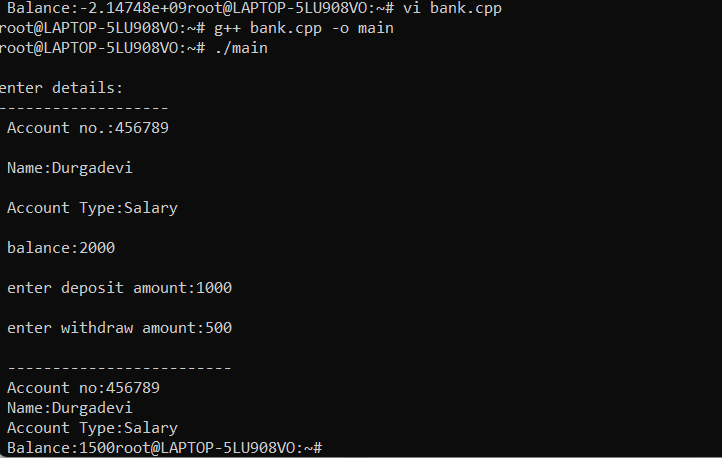 Balance:-2.14748e+09root@LAPTOP-5LU908VO:~# vi bank.cpp
root@LAPTOP-5LU908VO:~# g++ bank.cpp -o main
root@LAPTOP-5LU908VO:~# ./main
enter details:
-------------------
Account no.:456789
Name:Durgadevi
Account Type:Salary
balance:2000
enter deposit amount:1000
enter withdraw amount:500
-------------------------
Account no:456789
Name:Durgadevi
Account Type:Salary
Balance:1500root@LAPTOP-5LU908VO:~#